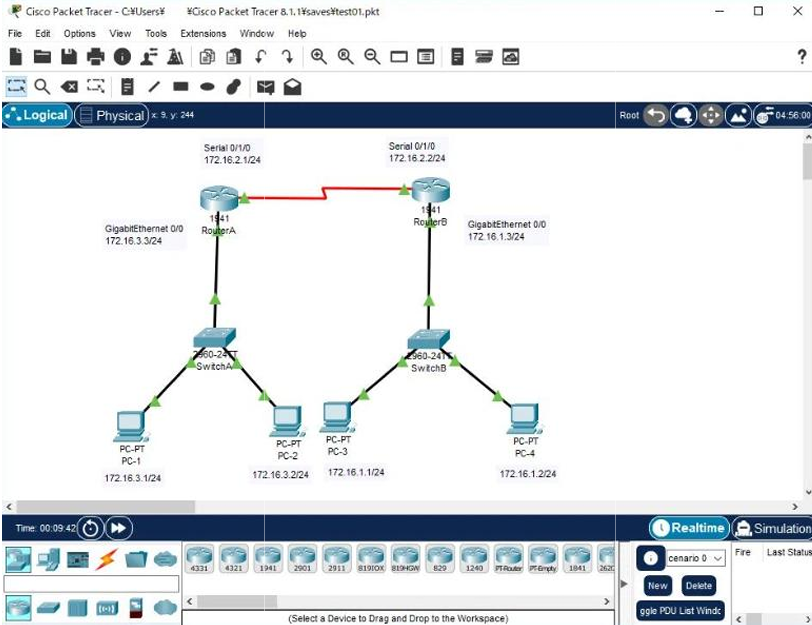 Cisco Packet Tracer - C:¥Users¥ ¥Cisco Packet Tracer 8.1.1¥saves¥test01.pkt
File Edit Options View Tools Extensions Window Help
?
Logical Physical x: 9, y: 244 Root 04:56:00
Serial 0/1/0
172.16.2.1/24
Serial 0/1/0
172.16.2.2/24
1941
RouterA
1941
RouterB
GigabitEthernet 0/0
172.16.3.3/24
GigabitEthernet 0/0
172.16.1.3/24
2960-24TT
SwitchA
2960-24TT
SwitchB
PC-PT
PC-1
172.16.3.1/24
PC-PT
PC-2
172.16.3.2/24
PC-PT
PC-3
172.16.1.1/24
PC-PT
PC-4
172.16.1.2/24
Time: 00:09:42 Realtime Simulation
4331 4321 1941 2901 2911 819IOX 819HGW 829 1240 PT-Router PT-Empty 1841 2620
(Select a Device to Drag and Drop to the Workspace)
cenario 0
New Delete
ggle PDU List Windc
Fire Last Status